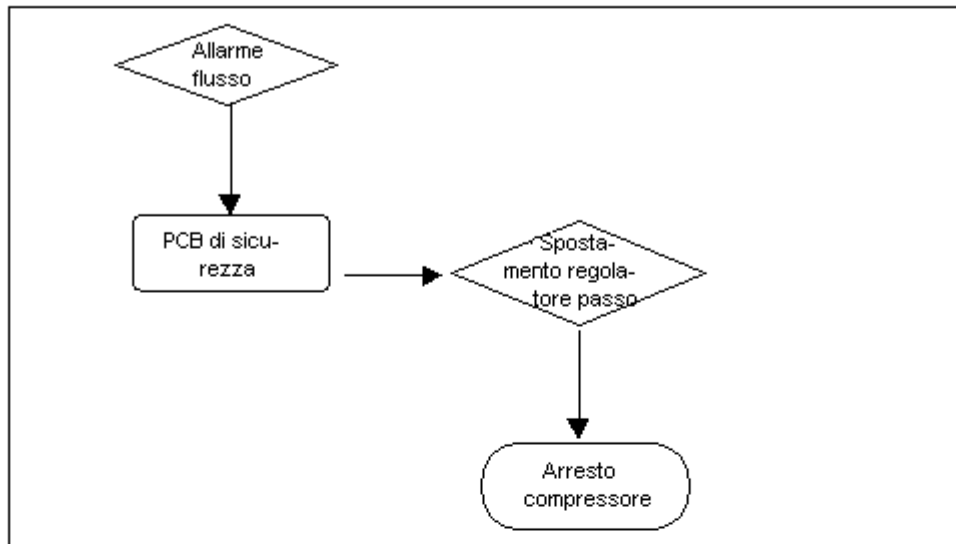 Allarme
flusso
PCB di sicu-
rezza
Sposta-
mento regola-
tore passo
Arresto
compressore